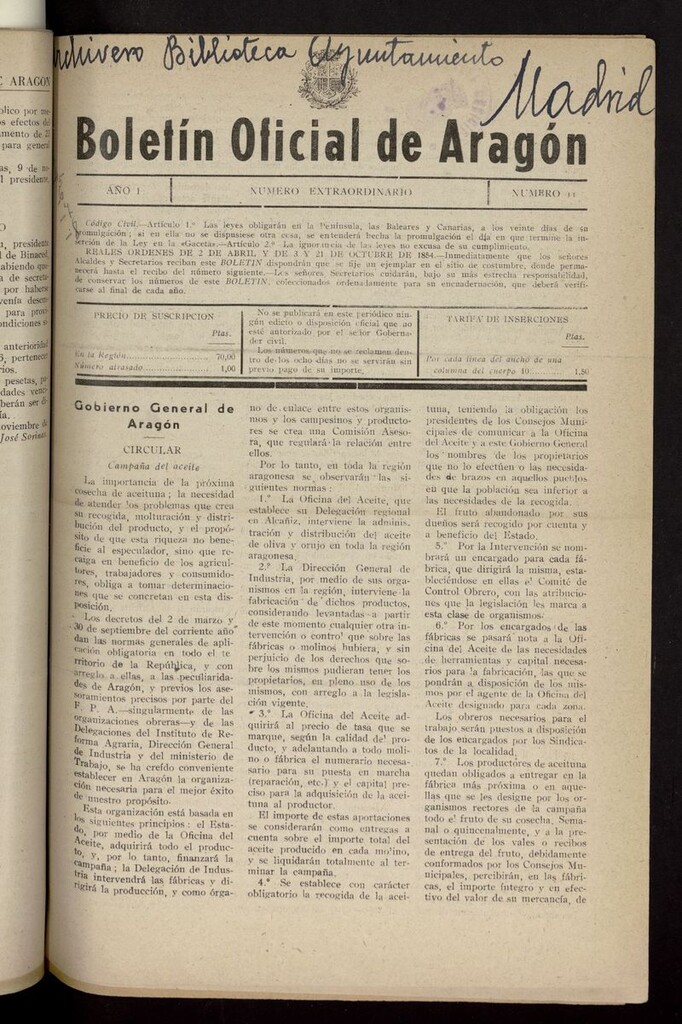 Archivero Biblioteca Ayuntamiento
Madrid
Boletín Oficial de Aragón
AÑO I
NUMERO EXTRAORDINARIO
NUMERO
Código Civil.—Artículo 1.º Las leyes obligarán en la Península, las Baleares y Canarias, a los veinte días de su
promulgación; si en ella no se dispusiese otra cosa, se entenderá hecha la promulgación el día en que termine la in-
serción de la Ley en la «Gaceta».—Artículo 2.º La ignorancia de las leyes no excusa de su cumplimiento.
REALES ORDENES DE 2 DE ABRIL Y DE 3 Y 21 DE OCTUBRE DE 1854.—Inmediatamente que los señores
Alcaldes y Secretarios reciban este BOLETIN dispondrán que se fije un ejemplar en el sitio de costumbre, donde perma-
necerá hasta el recibo del número siguiente.—Los señores Secretarios cuidarán, bajo su más estrecha responsabilidad,
de conservar los números de este BOLETIN, coleccionados ordenadamente para su encuadernación, que deberá verifi-
carse al final de cada año.
PRECIO DE SUSCRIPCION
Ptas.
En la Región 70,00
Número atrasado 1,00
No se publicará en este periódico nin-
gún edicto o disposición oficial que no
esté autorizado por el señor Goberna-
dor civil.
Los números que no se reclamen den-
tro de los ocho días no se servirán sin
previo pago de su importe.
TARIFA DE INSERCIONES
Ptas.
Por cada línea del ancho de una
columna del cuerpo 10 1,50
Gobierno General de
Aragón
CIRCULAR
Campaña del aceite
La importancia de la próxima
cosecha de aceituna; la necesidad
de atender los problemas que crea
su recogida, molturación y distri-
bución del producto, y el propó-
sito de que esta riqueza no bene-
ficie al especulador, sino que re-
caiga en beneficio de los agricul-
tores, trabajadores y consumido-
res, obliga a tomar determinacio-
nes que se concretan en esta dis-
posición.
Los decretos del 2 de marzo y
30 de septiembre del corriente año
dan las normas generales de apli-
cación obligatoria en todo el te-
rritorio de la República, y con
arreglo a ellas, a las peculiaridades
de Aragón, y previos los ase-
soramientos precisos por parte del
F. P. A.—singularmente de las
organizaciones obreras—y de las
Delegaciones del Instituto de Re-
forma Agraria, Dirección General
de Industria y del ministerio de
Trabajo, se ha creído conveniente
establecer en Aragón la organiza-
ción necesaria para el mejor éxito
de nuestro propósito.
Esta organización está basada en
los siguientes principios: el Esta-
do, por medio de la Oficina del
Aceite, adquirirá todo el produc-
to, y, por lo tanto, finanzará la
campaña; la Delegación de Indus-
tria intervendrá las fábricas y di-
rigirá la producción, y como órga-
no de enlace entre estos organis-
mos y los campesinos y producto-
res se crea una Comisión Aseso-
ra, que regulará la relación entre
ellos.
Por lo tanto, en toda la región
aragonesa se observarán las si-
guientes normas:
1.º La Oficina del Aceite, que
establece su Delegación regional
en Alcañiz, interviene la adminis-
tración y distribución del aceite
de oliva y orujo en toda la región
aragonesa.
2.º La Dirección General de
Industria, por medio de sus orga-
nismos en la región, interviene la
fabricación de dichos productos,
considerando levantadas a partir
de este momento cualquier otra in-
tervención o control que sobre las
fábricas o molinos hubiera, y sin
perjuicio de los derechos que so-
bre los mismos pudieran tener los
propietarios, en pleno uso de los
mismos, con arreglo a la legisla-
ción vigente.
3.º La Oficina del Aceite ad-
quirirá al precio de tasa que se
marque, según la calidad del pro-
ducto, y adelantando a todo moli-
no o fábrica el numerario necesa-
rio para su puesta en marcha
(reparación, etc.) y el capital pre-
ciso para la adquisición de la acei-
tuna al productor.
El importe de estas aportaciones
se considerarán como entregas a
cuenta sobre el importe total del
aceite producido en cada molino,
y se liquidarán totalmente al ter-
minar la campaña.
4.º Se establece con carácter
obligatorio la recogida de la acei-
tuna, teniendo la obligación los
presidentes de los Consejos Muni-
cipales de comunicar a la Oficina
del Aceite y a este Gobierno General
los nombres de los propietarios
que no lo efectúen o las necesida-
des de brazos en aquellos pueblos
en que la población sea inferior a
las necesidades de la recogida.
El fruto abandonado por sus
dueños será recogido por cuenta y
a beneficio del Estado.
5.º Por la Intervención se nom-
brará un encargado para cada fá-
brica, que dirigirá la misma, esta-
bleciéndose en ellas el Comité de
Control Obrero, con las atribucio-
nes que la legislación les marca a
esta clase de organismos.
6.º Por los encargados de las
fábricas se pasará nota a la Ofi-
cina del Aceite de las necesidades
de herramientas y capital necesa-
rios para la fabricación, las que se
pondrán a disposición de los mis-
mos por el agente de la Oficina del
Aceite designado para cada zona.
Los obreros necesarios para el
trabajo serán puestos a disposición
de los encargados por los Sindica-
tos de la localidad.
7.º Los productores de aceituna
quedan obligados a entregar en la
fábrica más próxima o en aque-
llas que se les designe por los or-
ganismos rectores de la campaña
todo el fruto de su cosecha. Sema-
nal o quincenalmente, y a la pre-
sentación de los vales o recibos
de entrega del fruto, debidamente
conformados por los Consejos Mu-
nicipales, percibirán, en las fábri-
cas, el importe íntegro y en efec-
tivo del valor de su mercancía, de